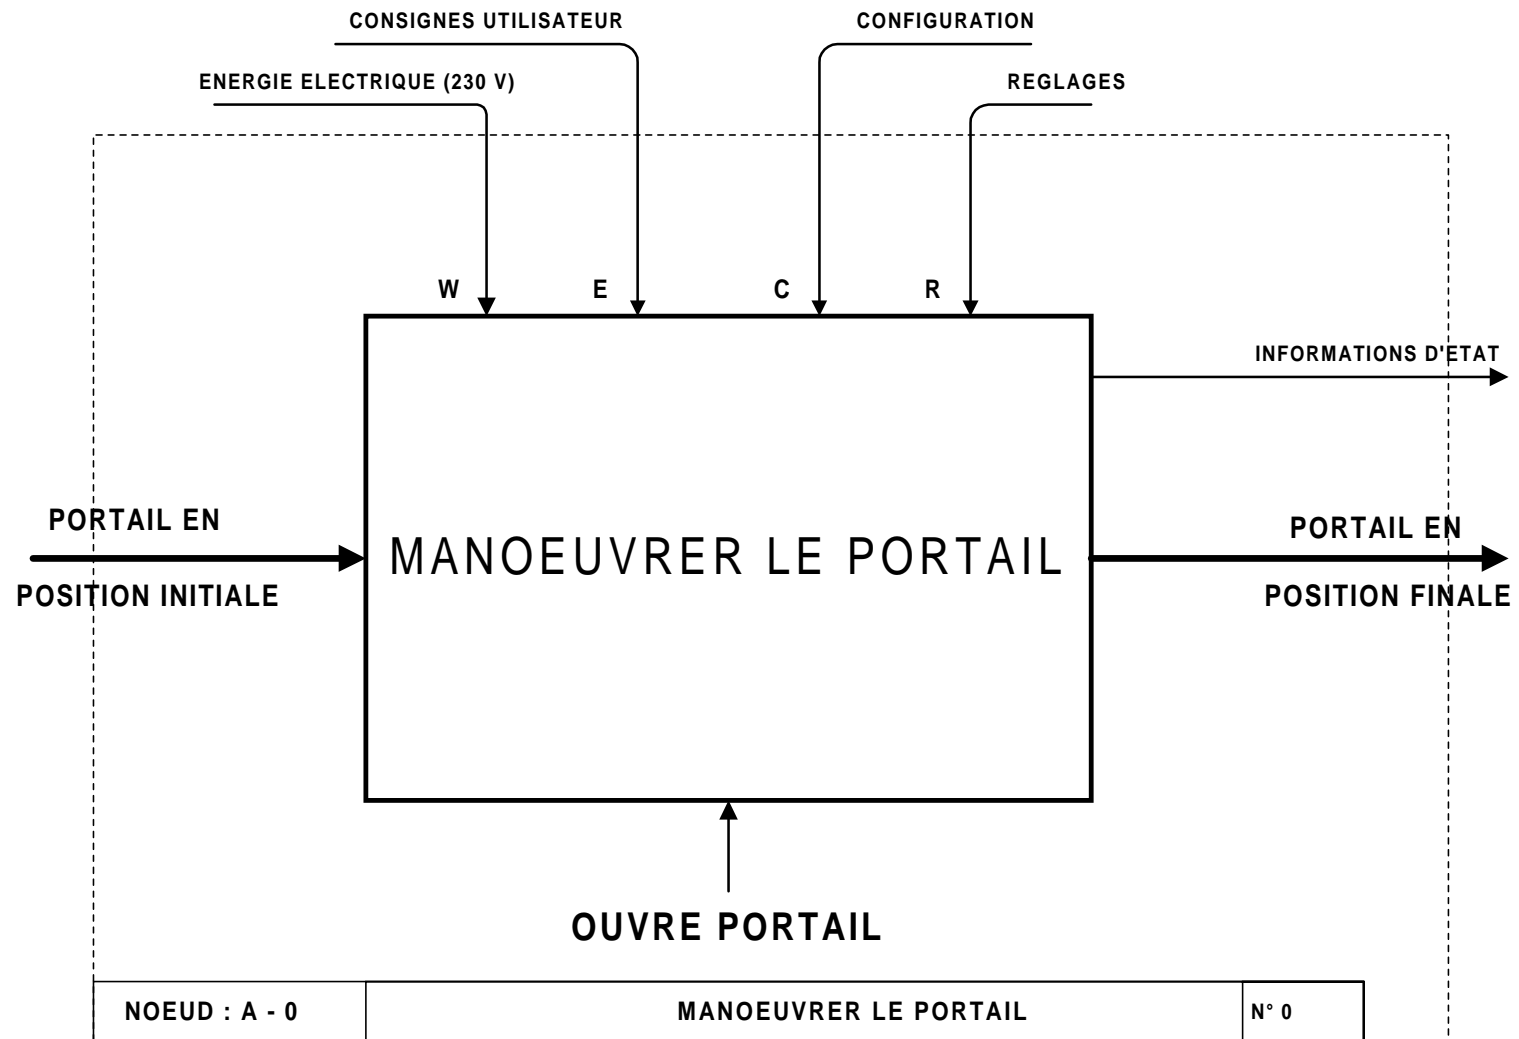 CONSIGNES UTILISATEUR
CONFIGURATION
ENERGIE ELECTRIQUE (230 V)
REGLAGES
W
E
C
R
INFORMATIONS D'ETAT
PORTAIL EN
POSITION INITIALE
MANOEUVRER LE PORTAIL
PORTAIL EN
POSITION FINALE
OUVRE PORTAIL
NOEUD : A - 0
MANOEUVRER LE PORTAIL
N° 0